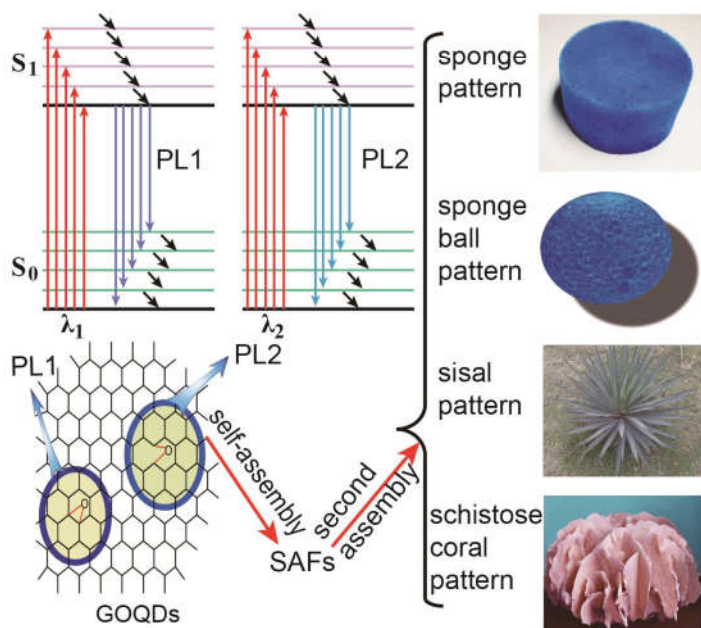 S1
λ1
S0
PL1
λ2
PL2
PL1
PL2
O
O
GOQDs
self-assembly
SAFs
second
assembly
sponge
pattern
sponge
ball
pattern
sisal
pattern
schistose
coral
pattern